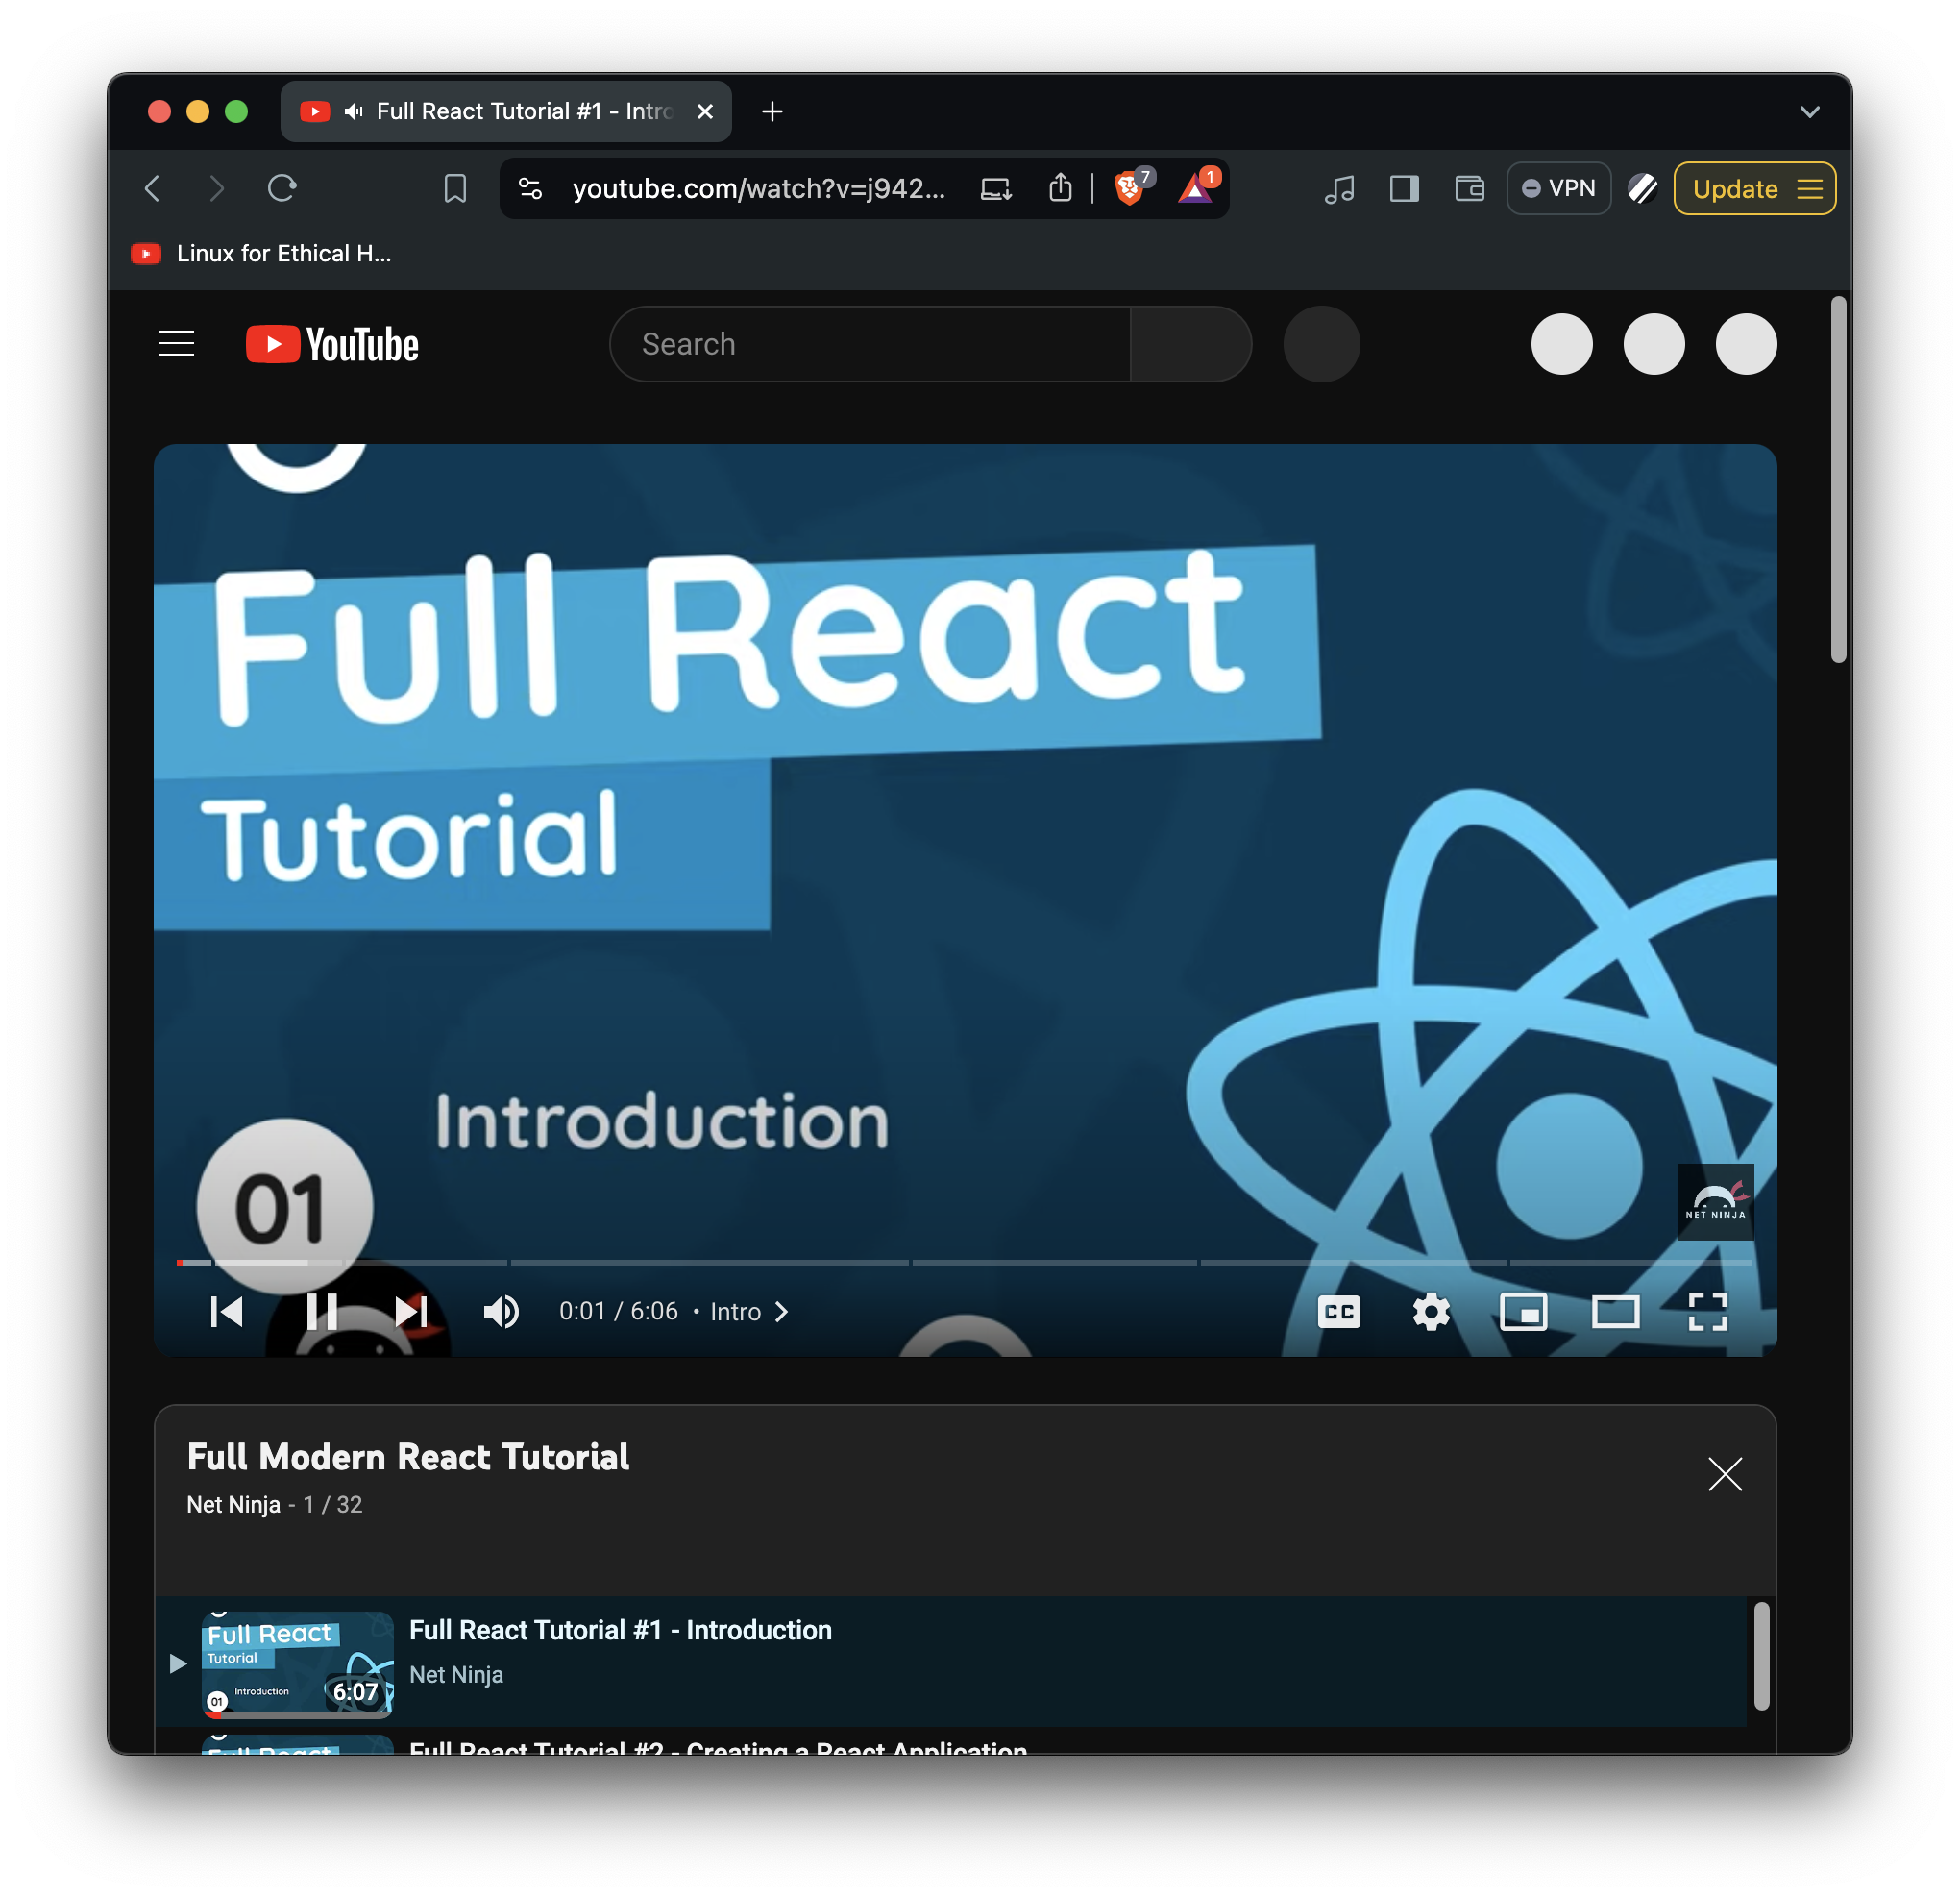 Full React Tutorial #1 - Intro
youtube.com/watch?v=j942...
7
1
VPN
Update
Linux for Ethical H...
YouTube
Search
Full React
Tutorial
Introduction
01
NET NINJA
0:01 / 6:06 • Intro
CC
Full Modern React Tutorial
Net Ninja - 1 / 32
Full React
Tutorial
Introduction
01
6:07
Full React Tutorial #1 - Introduction
Net Ninja
Full React
Full React Tutorial #2 - Creating a React Application